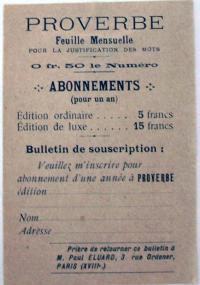 PROVERBE
Feuille Mensuelle
POUR LA JUSTIFICATION DES MOTS
0 fr. 50 le Numéro
ABONNEMENTS
(pour un an)
Édition ordinaire ..... 5 francs
Édition de luxe ...... 15 francs
Bulletin de souscription :
Veuillez m'inscrire pour
abonnement d'une année à PROVERBE
édition
Nom
Adresse
Prière de retourner ce bulletin à
M. Paul ELUARD, 3 rue Ordener,
PARIS (XVIIIe.)